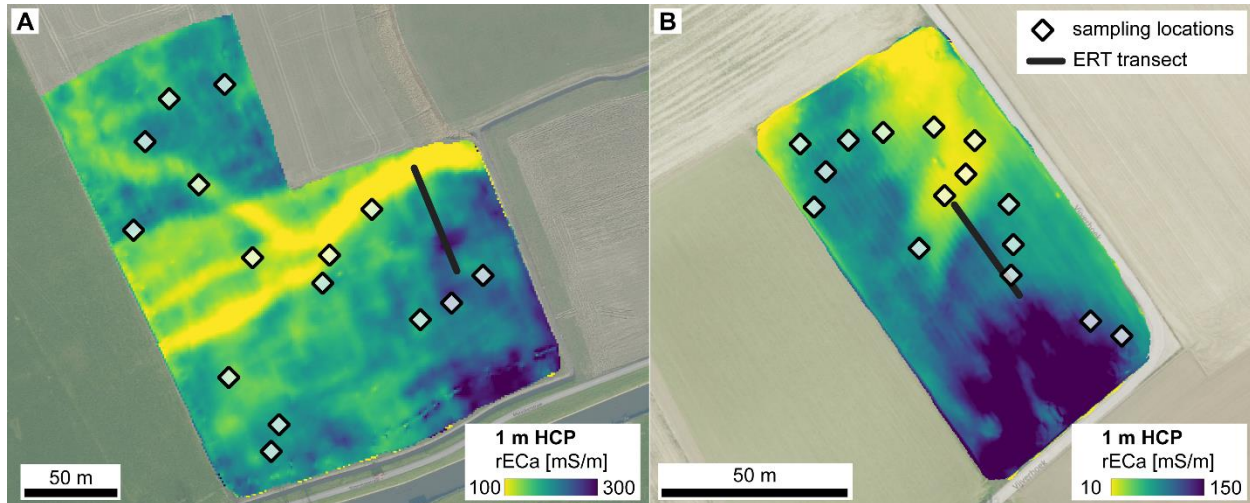 A
B
sampling locations
ERT transect
50 m
1 m HCP
rECa [mS/m]
100 300
50 m
1 m HCP
rECa [mS/m]
10 150